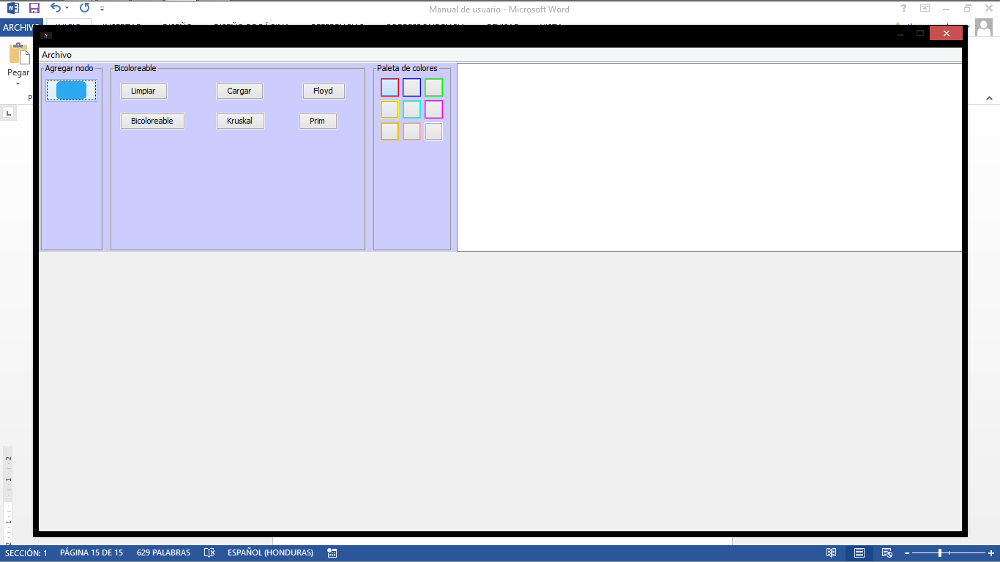 Manual de usuario - Microsoft Word
ARCHIV
Pegar
Archivo
Agregar nodo
Bicoloreable
Paleta de colores
Limpiar
Cargar
Floyd
Bicoloreable
Kruskal
Prim
SECCIÓN: 1
PÁGINA 15 DE 15
629 PALABRAS
ESPAÑOL (HONDURAS)